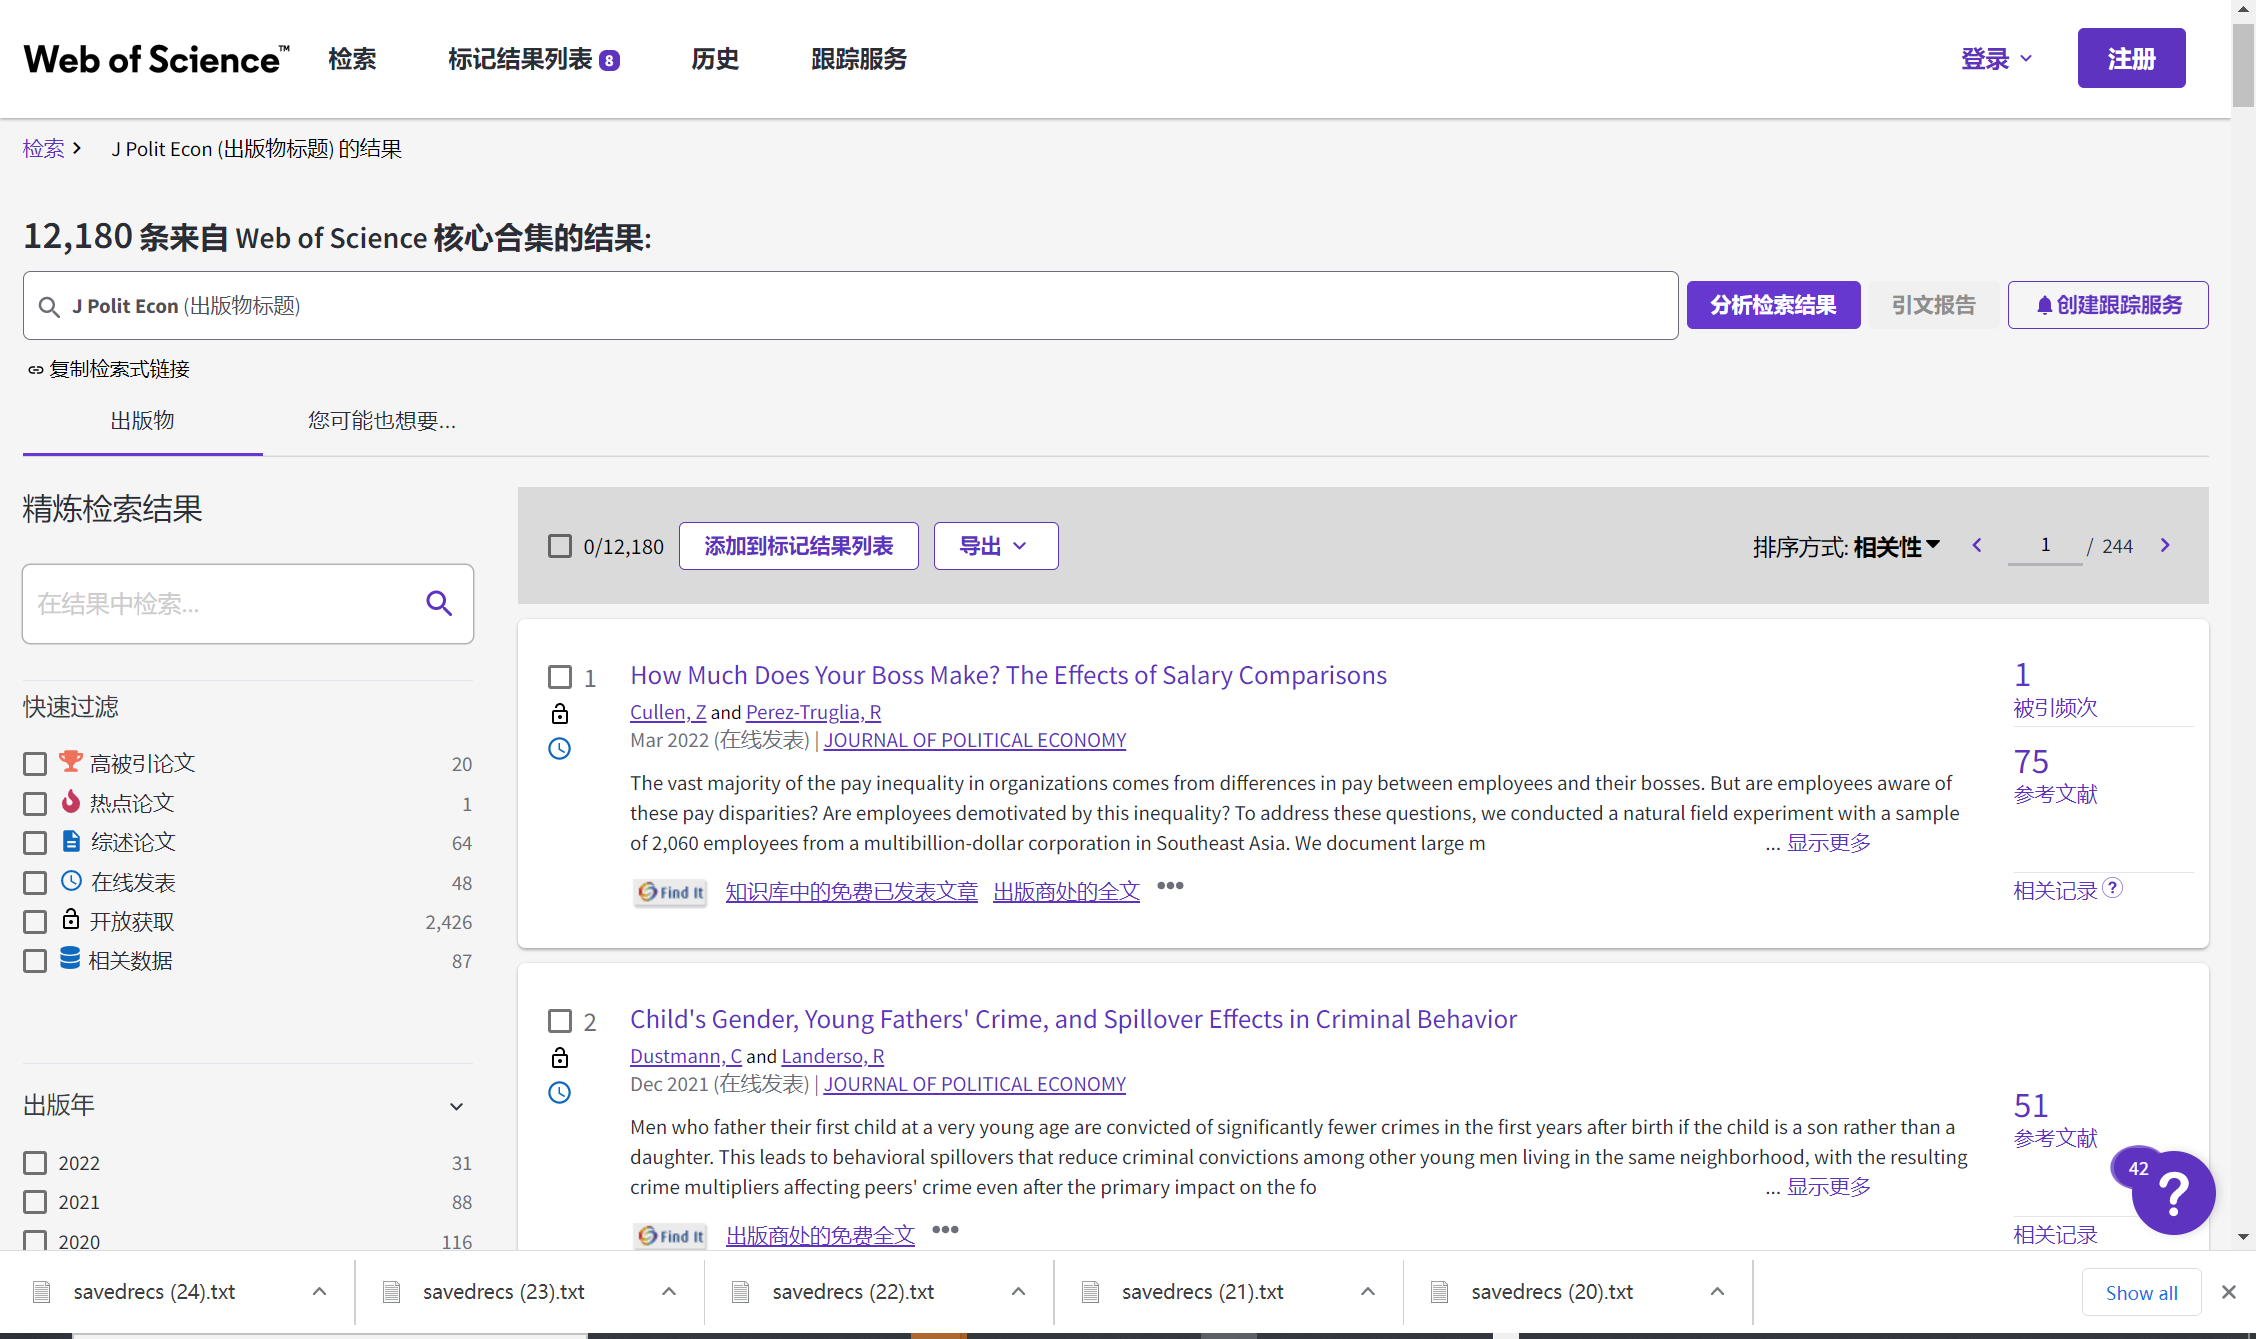 Web of Science™ 检索 标记结果列表 8 历史 跟踪服务 登录 注册
检索 > J Polit Econ (出版物标题) 的结果
12,180 条来自 Web of Science 核心合集的结果:
J Polit Econ (出版物标题) 分析检索结果 引文报告 创建跟踪服务
复制检索式链接
出版物 您可能也想要...
精炼检索结果
在结果中检索...
快速过滤
高被引论文 20
热点论文 1
综述论文 64
在线发表 48
开放获取 2,426
相关数据 87
出版年
2022 31
2021 88
2020 116
0/12,180 添加到标记结果列表 导出 排序方式: 相关性 1 / 244
1 How Much Does Your Boss Make? The Effects of Salary Comparisons
Cullen, Z and Perez-Truglia, R
Mar 2022 (在线发表) | JOURNAL OF POLITICAL ECONOMY
The vast majority of the pay inequality in organizations comes from differences in pay between employees and their bosses. But are employees aware of
these pay disparities? Are employees demotivated by this inequality? To address these questions, we conducted a natural field experiment with a sample
of 2,060 employees from a multibillion-dollar corporation in Southeast Asia. We document large m ... 显示更多
Find It 知识库中的免费已发表文章 出版商处的全文 •••
1
被引频次
75
参考文献
相关记录 ?
2 Child's Gender, Young Fathers' Crime, and Spillover Effects in Criminal Behavior
Dustmann, C and Landerso, R
Dec 2021 (在线发表) | JOURNAL OF POLITICAL ECONOMY
Men who father their first child at a very young age are convicted of significantly fewer crimes in the first years after birth if the child is a son rather than a
daughter. This leads to behavioral spillovers that reduce criminal convictions among other young men living in the same neighborhood, with the resulting
crime multipliers affecting peers' crime even after the primary impact on the fo ... 显示更多
Find It 出版商处的免费全文 •••
51
参考文献
相关记录
42
?
savedrecs (24).txt savedrecs (23).txt savedrecs (22).txt savedrecs (21).txt savedrecs (20).txt Show all